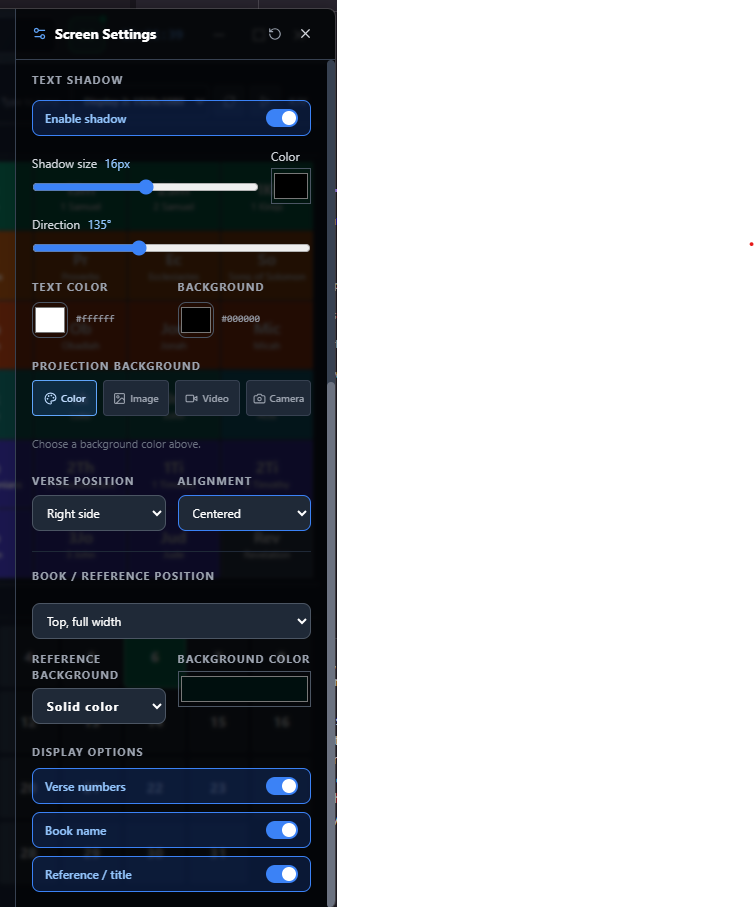 Screen Settings
TEXT SHADOW
Enable shadow
Shadow size 16px
Color
Direction 135°
TEXT COLOR
BACKGROUND
#ffffff
#000000
PROJECTION BACKGROUND
Color
Image
Video
Camera
Choose a background color above.
VERSE POSITION
ALIGNMENT
Right side
Centered
BOOK / REFERENCE POSITION
Top, full width
REFERENCE
BACKGROUND
BACKGROUND COLOR
Solid color
DISPLAY OPTIONS
Verse numbers
Book name
Reference / title